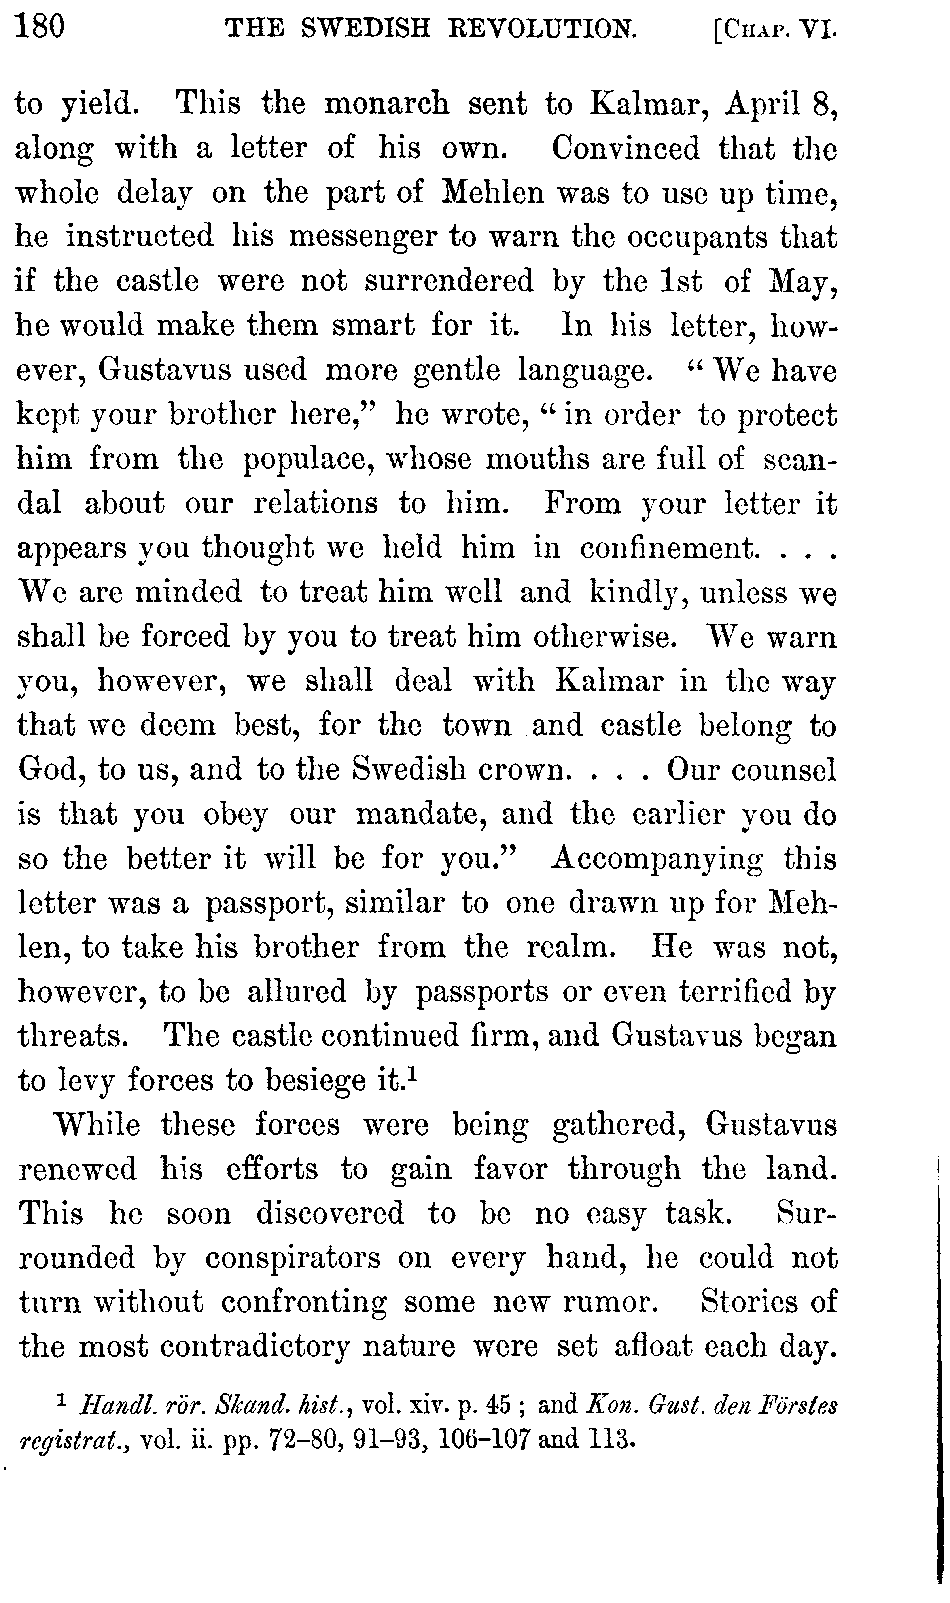 180 THE SWEDISH REVOLUTION. [CHAP. VI.
to yield. This the monarch sent to Kalmar, April 8,
along with a letter of his own. Convinced that the
whole delay on the part of Mehlen was to use up time,
he instructed his messenger to warn the occupants that
if the castle were not surrendered by the 1st of May,
he would make them smart for it. In his letter, how-
ever, Gustavus used more gentle language. “ We have
kept your brother here,” he wrote, “ in order to protect
him from the populace, whose mouths are full of scan-
dal about our relations to him. From your letter it
appears you thought we held him in confinement. . . .
We are minded to treat him well and kindly, unless we
shall be forced by you to treat him otherwise. We warn
you, however, we shall deal with Kalmar in the way
that we deem best, for the town and castle belong to
God, to us, and to the Swedish crown. . . . Our counsel
is that you obey our mandate, and the earlier you do
so the better it will be for you.” Accompanying this
letter was a passport, similar to one drawn up for Meh-
len, to take his brother from the realm. He was not,
however, to be allured by passports or even terrified by
threats. The castle continued firm, and Gustavus began
to levy forces to besiege it.¹
While these forces were being gathered, Gustavus
renewed his efforts to gain favor through the land.
This he soon discovered to be no easy task. Sur-
rounded by conspirators on every hand, he could not
turn without confronting some new rumor. Stories of
the most contradictory nature were set afloat each day.
¹ Handl. rör. Skand. hist., vol. xiv. p. 45 ; and Kon. Gust. den Förstes
registrat., vol. ii. pp. 72–80, 91–93, 106–107 and 113.